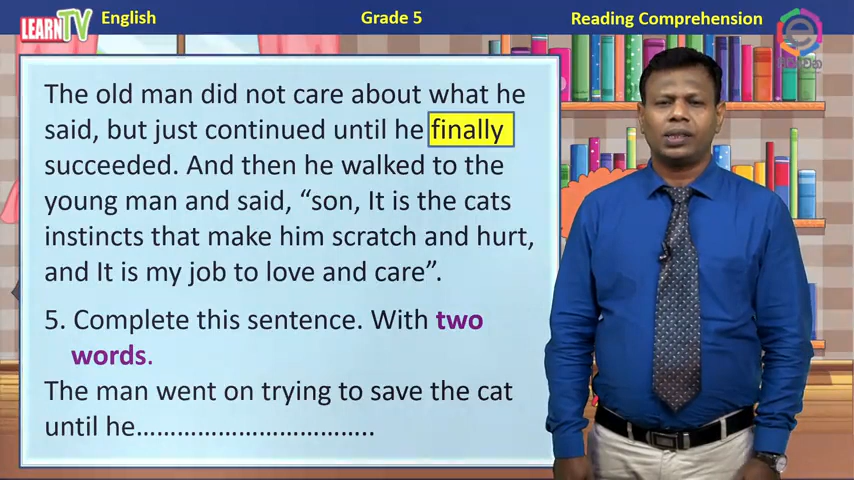 LEARN TV English Grade 5 Reading Comprehension
The old man did not care about what he
said, but just continued until he finally
succeeded. And then he walked to the
young man and said, “son, It is the cats
instincts that make him scratch and hurt,
and It is my job to love and care”.
5. Complete this sentence. With two
words.
The man went on trying to save the cat
until he......................................